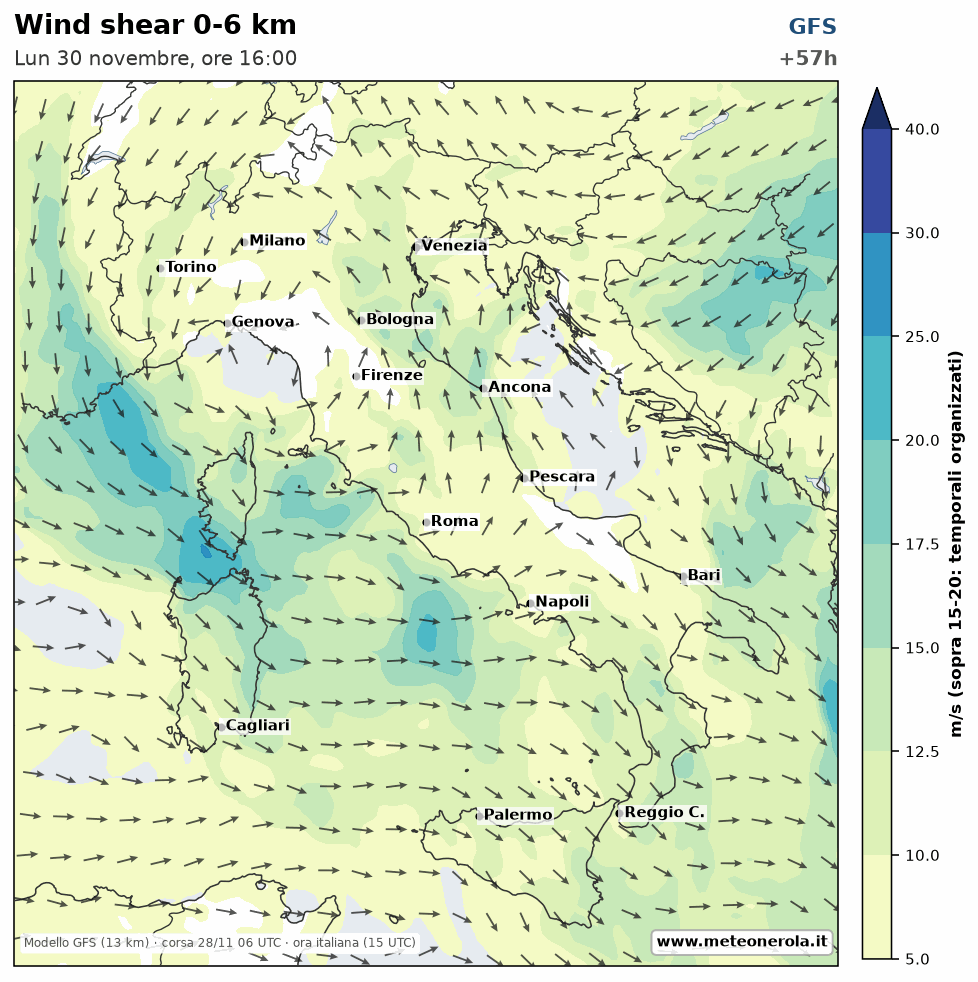 Wind shear 0-6 km
GFS
Lun 30 novembre, ore 16:00
+57h
Milano
Venezia
Torino
Genova
Bologna
Firenze
Ancona
Pescara
Roma
Bari
Napoli
Cagliari
Palermo
Reggio C.
Modello GFS (13 km) · corsa 28/11 06 UTC · ora italiana (15 UTC)
www.meteonerola.it
40.0
30.0
25.0
20.0
17.5
15.0
12.5
10.0
5.0
m/s (sopra 15-20: temporali organizzati)